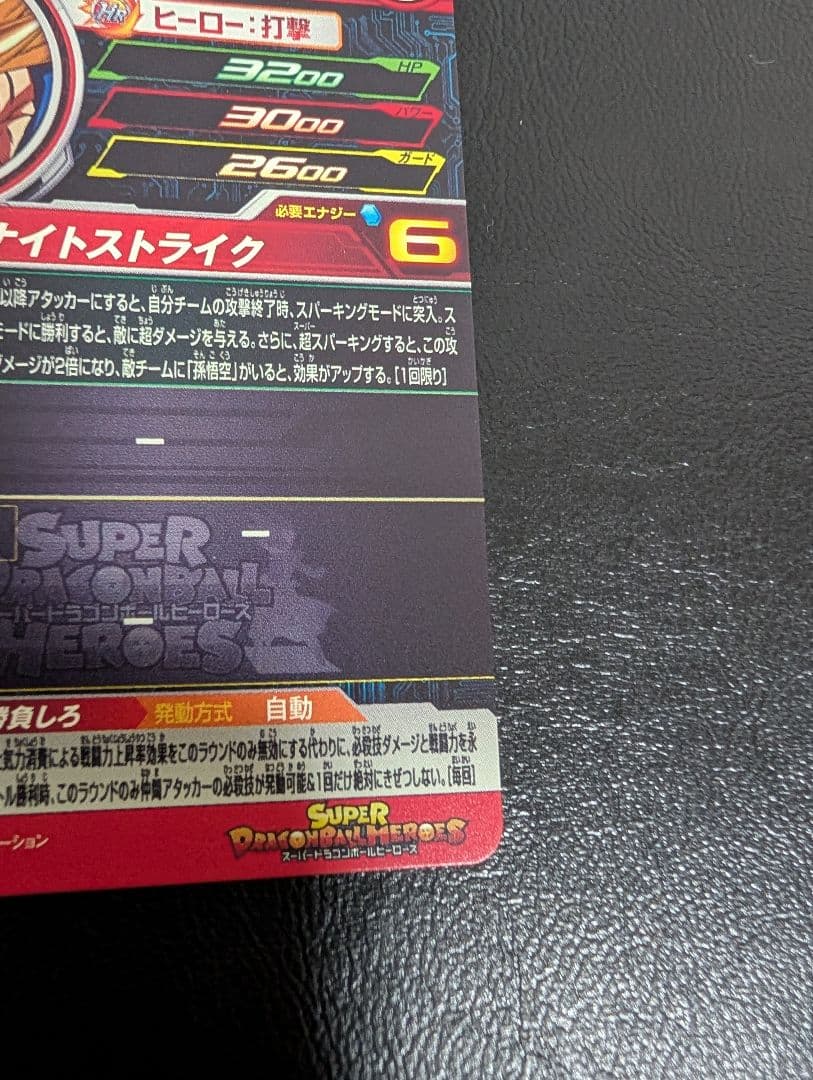 HR ヒーロー:打撃
3200 HP
3000 パワー
2600 ガード
必要エナジー 6
ナイトストライク
以降アタッカーにすると、自分チームの攻撃終了時、スパーキングモードに突入。ス
モードに勝利すると、敵に超ダメージを与える。さらに、超スパーキングすると、この攻
ダメージが2倍になり、敵チームに「孫悟空」がいると、効果がアップする。[1回限り]
SUPER
DRAGONBALL
スーパードラゴンボールヒーローズ
HEROES
勝負しろ 発動方式 自動
気力消費による戦闘力上昇率効果をこのラウンドのみ無効にする代わりに、必殺技ダメージと戦闘力を永
トル勝利時、このラウンドのみ仲間アタッカーの必殺技が発動可能&1回だけ絶対にきぜつしない。[毎回]
ーション
SUPER
DRAGONBALL HEROES
スーパードラゴンボールヒーローズ